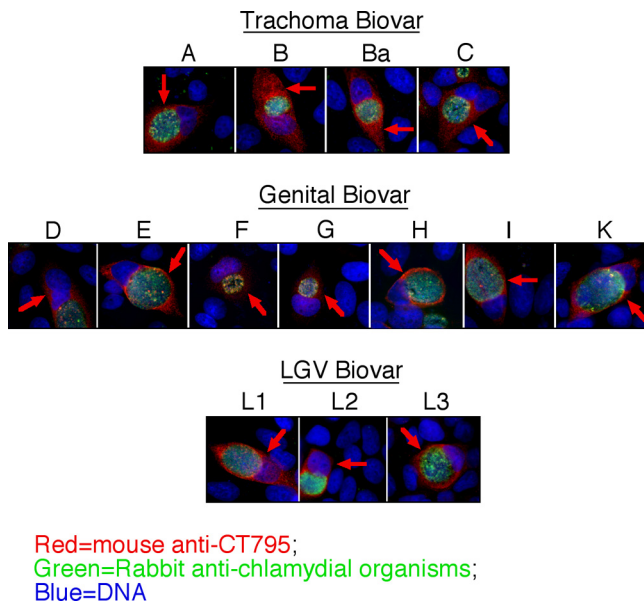 Trachoma Biovar
A B Ba C
Genital Biovar
D E F G H I K
LGV Biovar
L1 L2 L3
Red=mouse anti-CT795;
Green=Rabbit anti-chlamydial organisms;
Blue=DNA